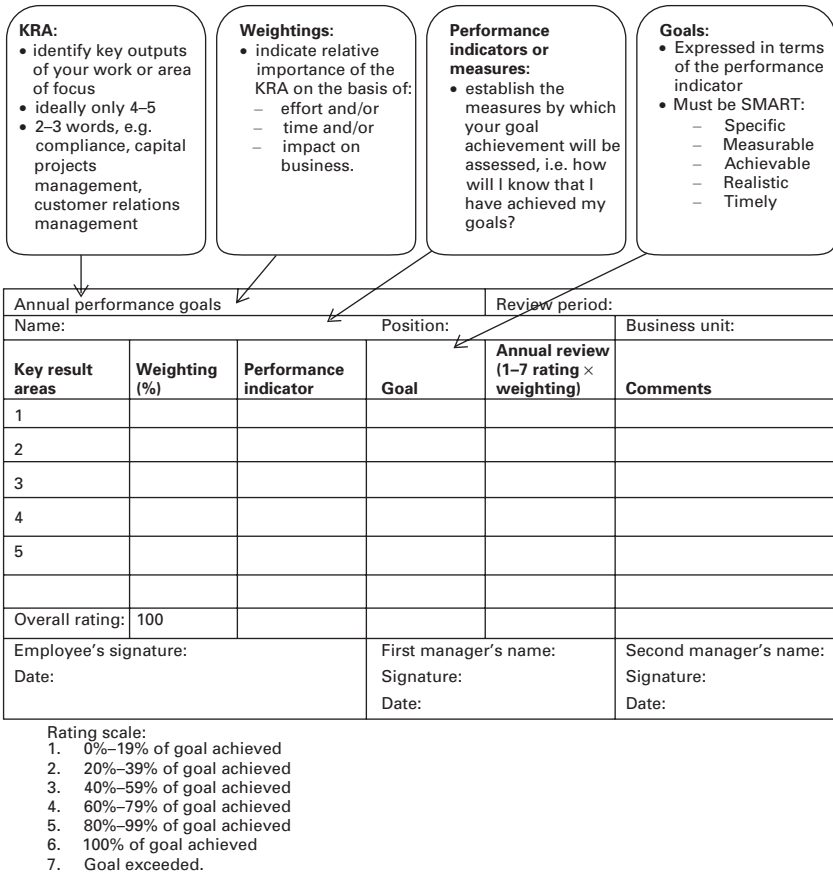 KRA:
• identify key outputs
of your work or area
of focus
• ideally only 4–5
• 2–3 words, e.g.
compliance, capital
projects
management,
customer relations
management
Weightings:
• indicate relative
importance of the
KRA on the basis of:
– effort and/or
– time and/or
– impact on
business.
Performance
indicators or
measures:
• establish the
measures by which
your goal
achievement will be
assessed, i.e. how
will I know that I
have achieved my
goals?
Goals:
• Expressed in terms
of the performance
indicator
• Must be SMART:
– Specific
– Measurable
– Achievable
– Realistic
– Timely
Annual performance goals Review period:
Name: Position: Business unit:
Key result
areas
Weighting
(%)
Performance
indicator
Goal
Annual review
(1–7 rating ×
weighting)
Comments
1
2
3
4
5
Overall rating: 100
Employee's signature:
Date:
First manager's name:
Signature:
Date:
Second manager's name:
Signature:
Date:
Rating scale:
1. 0%–19% of goal achieved
2. 20%–39% of goal achieved
3. 40%–59% of goal achieved
4. 60%–79% of goal achieved
5. 80%–99% of goal achieved
6. 100% of goal achieved
7. Goal exceeded.